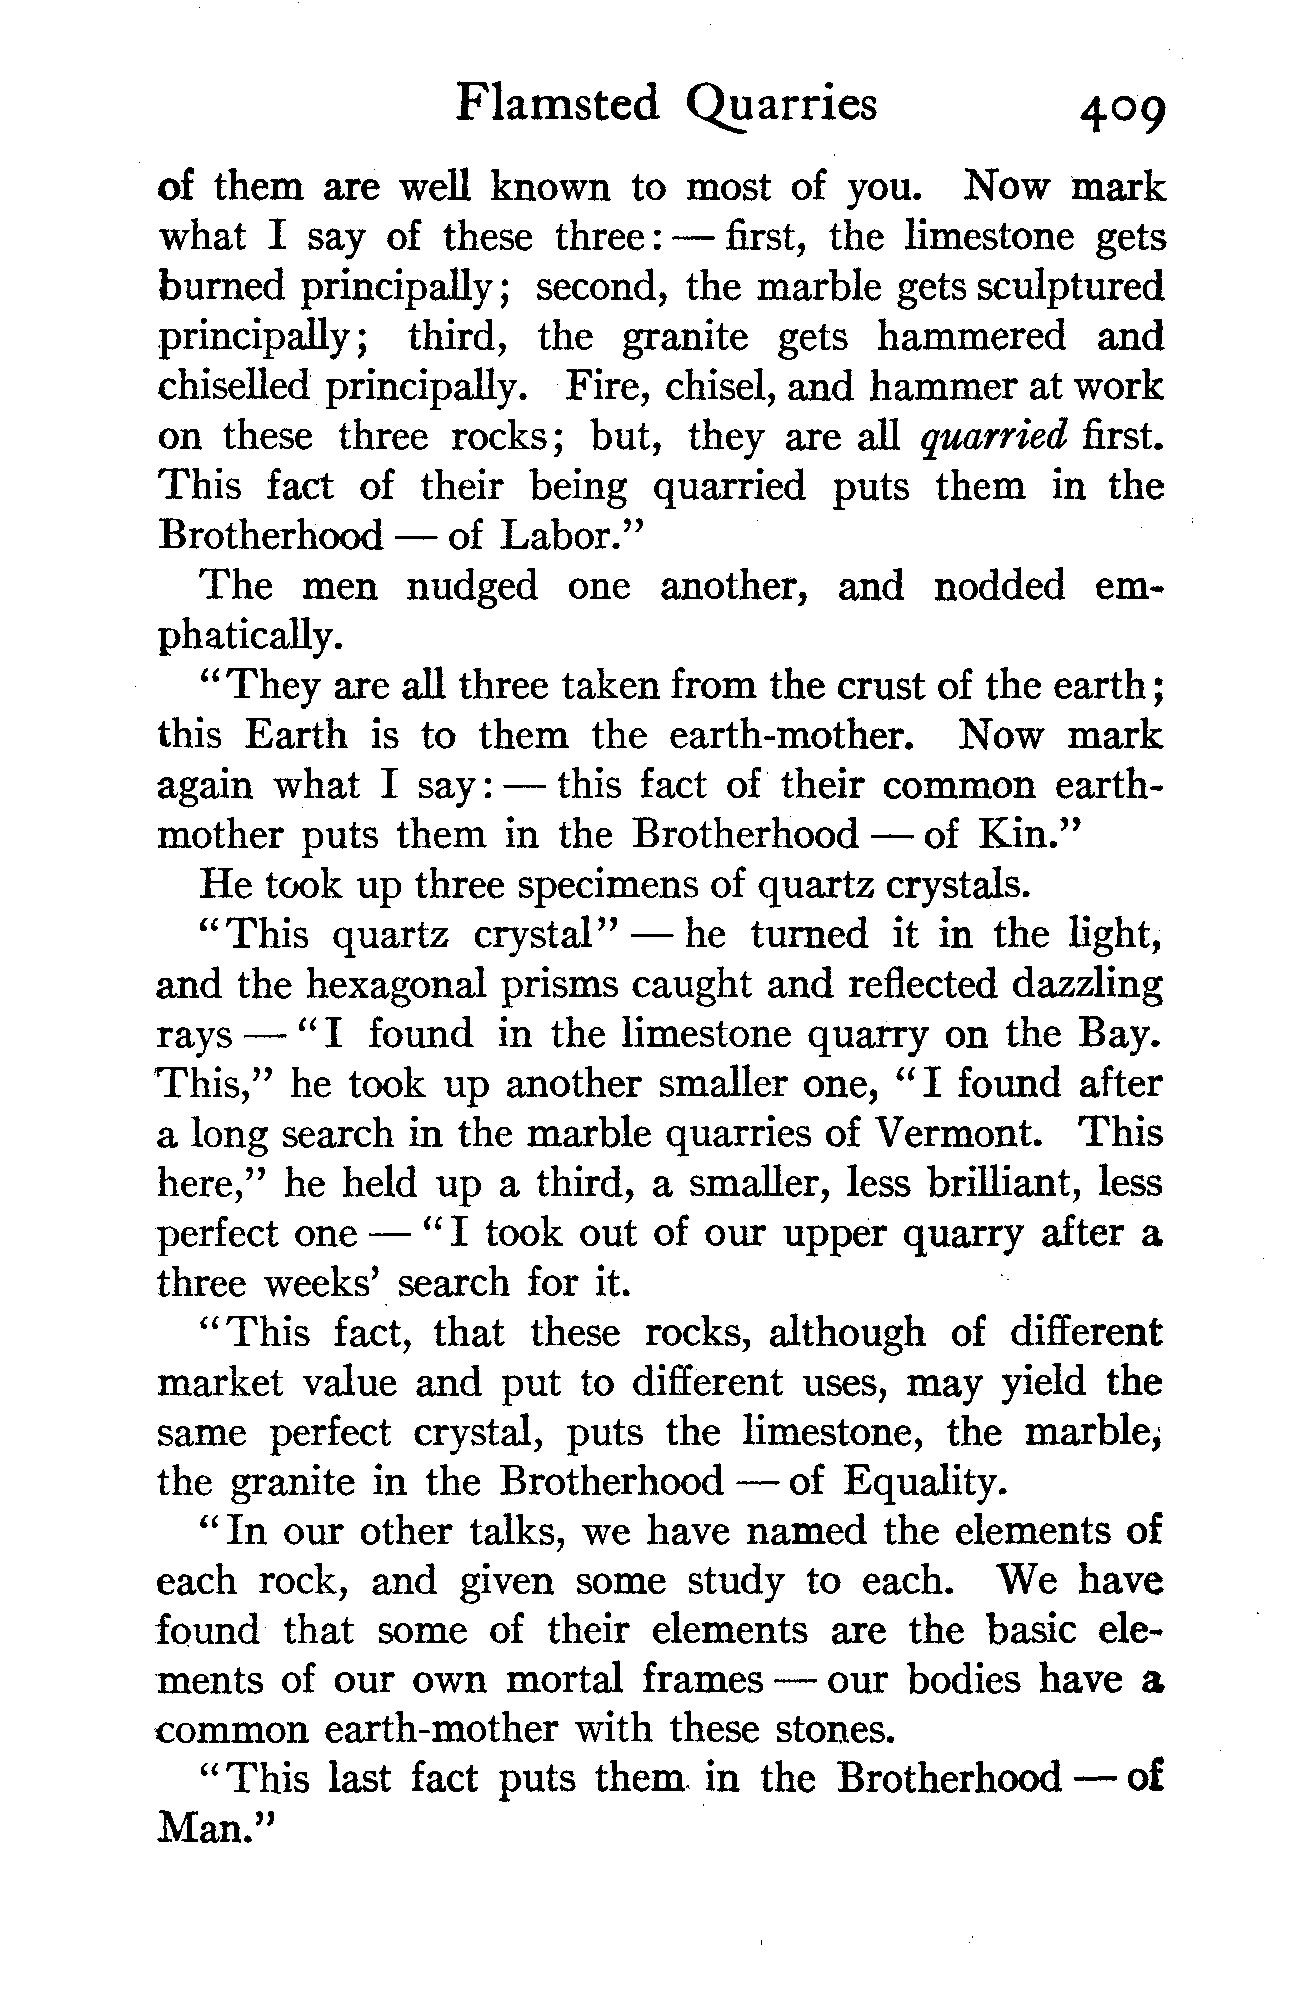 Flamsted Quarries 409
of them are well known to most of you. Now mark
what I say of these three: — first, the limestone gets
burned principally; second, the marble gets sculptured
principally; third, the granite gets hammered and
chiselled principally. Fire, chisel, and hammer at work
on these three rocks; but, they are all quarried first.
This fact of their being quarried puts them in the
Brotherhood — of Labor.”
The men nudged one another, and nodded em-
phatically.
“They are all three taken from the crust of the earth;
this Earth is to them the earth-mother. Now mark
again what I say: — this fact of their common earth-
mother puts them in the Brotherhood — of Kin.”
He took up three specimens of quartz crystals.
“This quartz crystal” — he turned it in the light,
and the hexagonal prisms caught and reflected dazzling
rays — “I found in the limestone quarry on the Bay.
This,” he took up another smaller one, “I found after
a long search in the marble quarries of Vermont. This
here,” he held up a third, a smaller, less brilliant, less
perfect one — “I took out of our upper quarry after a
three weeks’ search for it.
“This fact, that these rocks, although of different
market value and put to different uses, may yield the
same perfect crystal, puts the limestone, the marble,
the granite in the Brotherhood — of Equality.
“In our other talks, we have named the elements of
each rock, and given some study to each. We have
found that some of their elements are the basic ele-
ments of our own mortal frames — our bodies have a
common earth-mother with these stones.
“This last fact puts them in the Brotherhood — of
Man.”